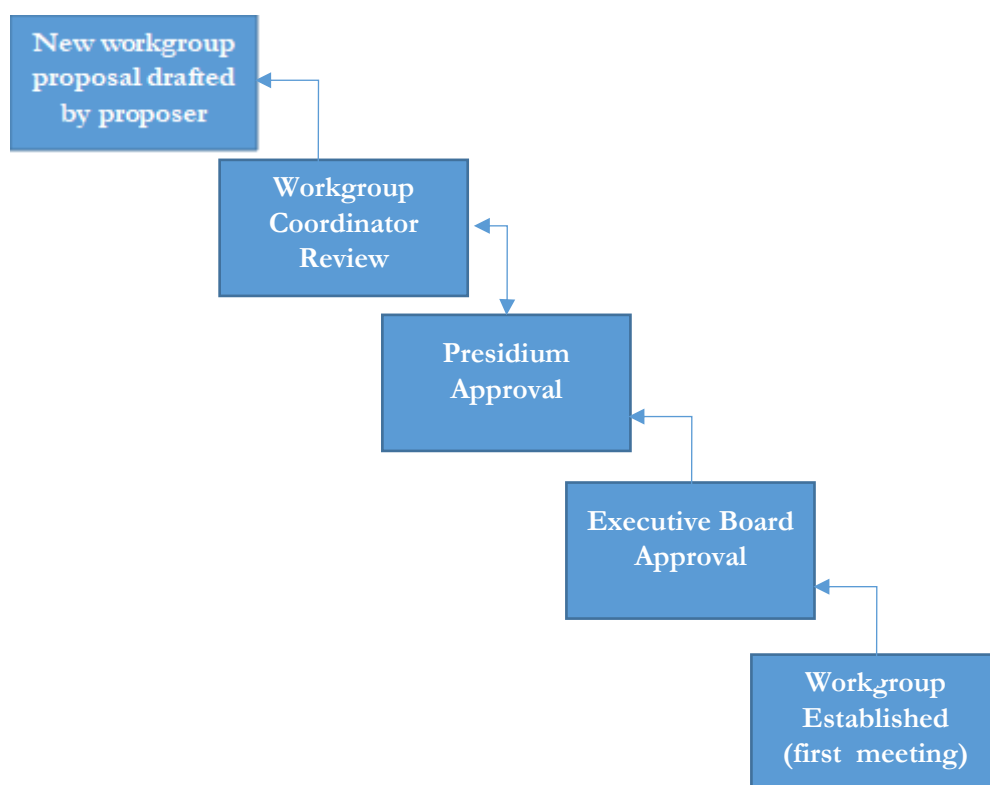 New workgroup
proposal drafted
by proposer
Workgroup
Coordinator
Review
Presidium
Approval
Executive Board
Approval
Workgroup
Established
(first meeting)